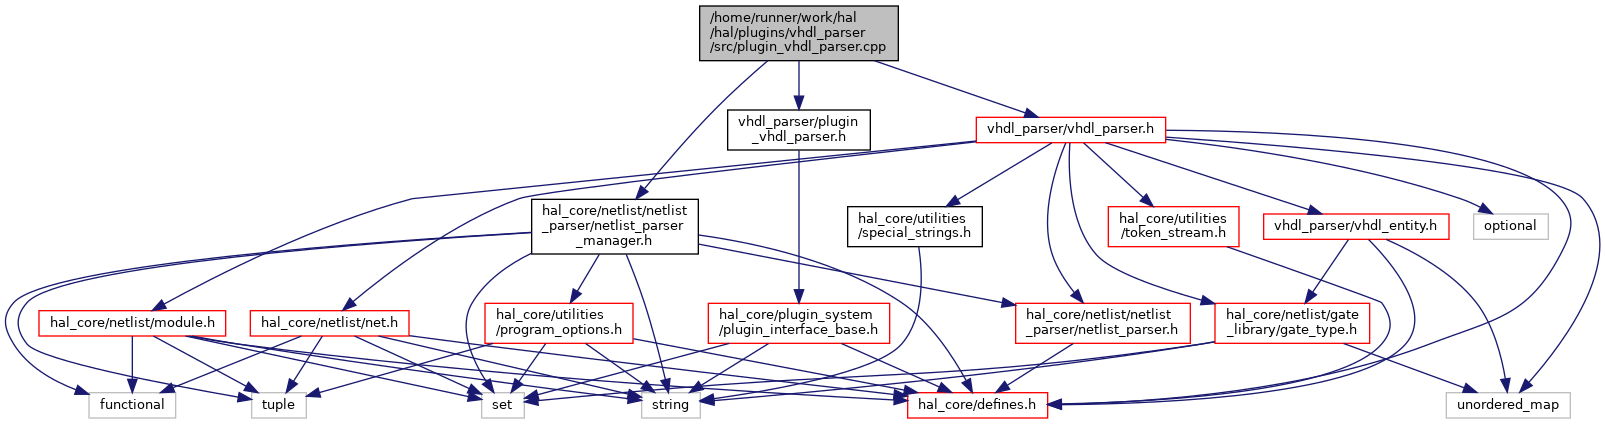 /home/runner/work/hal
/hal/plugins/vhdl_parser
/src/plugin_vhdl_parser.cpp
vhdl_parser/plugin
_vhdl_parser.h
vhdl_parser/vhdl_parser.h
hal_core/netlist/netlist
_parser/netlist_parser
_manager.h
hal_core/utilities
/special_strings.h
hal_core/utilities
/token_stream.h
vhdl_parser/vhdl_entity.h
optional
hal_core/netlist/module.h
hal_core/netlist/net.h
hal_core/utilities
/program_options.h
hal_core/plugin_system
/plugin_interface_base.h
hal_core/netlist/netlist
_parser/netlist_parser.h
hal_core/netlist/gate
_library/gate_type.h
functional
tuple
set
string
hal_core/defines.h
unordered_map